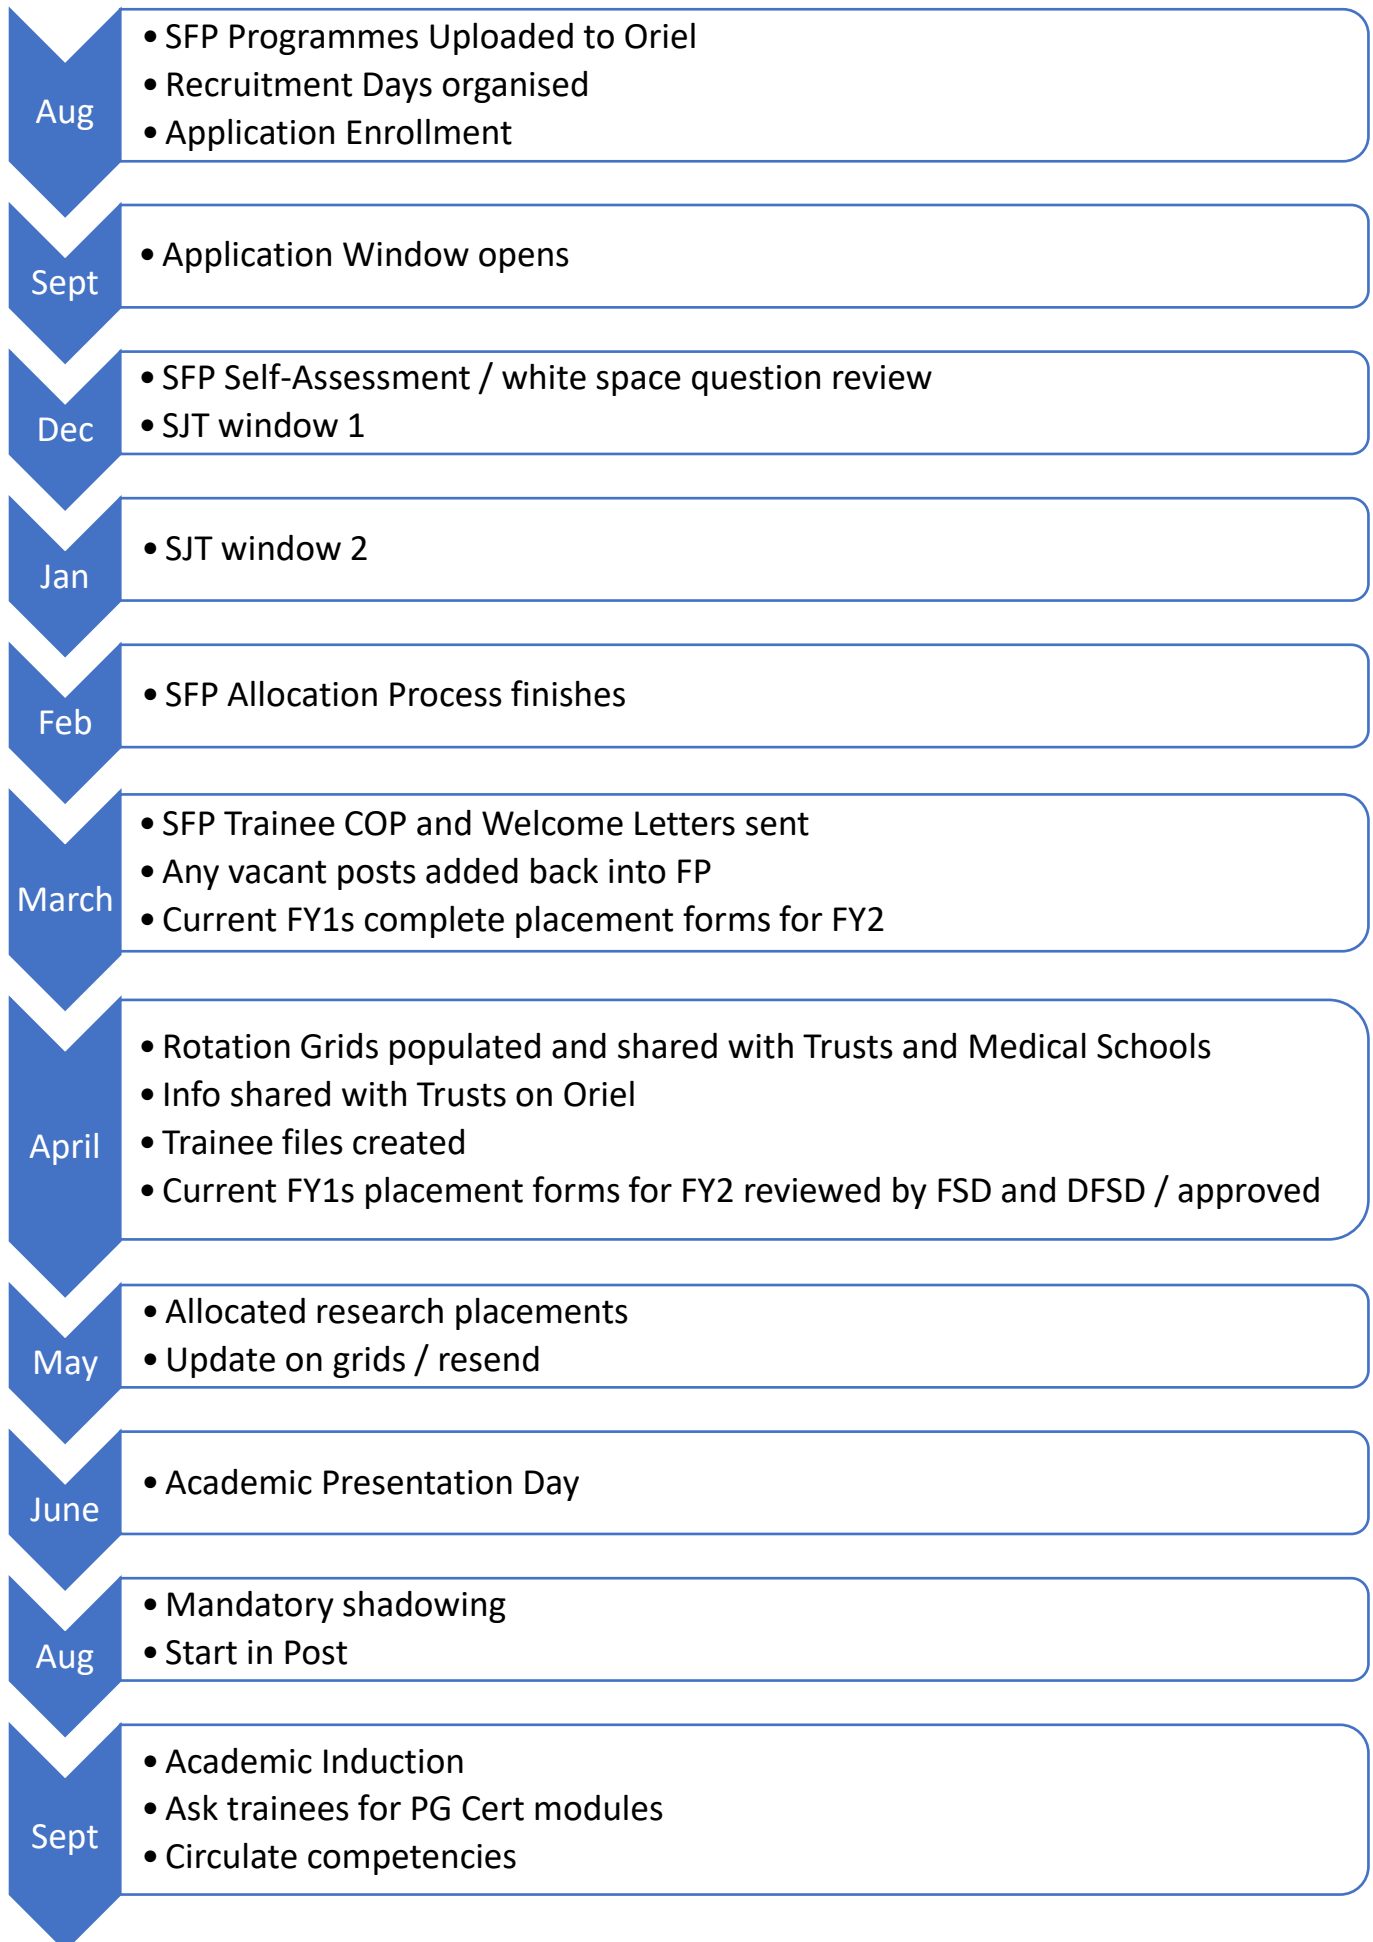 Aug
• SFP Programmes Uploaded to Oriel
• Recruitment Days organised
• Application Enrollment
Sept
• Application Window opens
Dec
• SFP Self-Assessment / white space question review
• SJT window 1
Jan
• SJT window 2
Feb
• SFP Allocation Process finishes
March
• SFP Trainee COP and Welcome Letters sent
• Any vacant posts added back into FP
• Current FY1s complete placement forms for FY2
April
• Rotation Grids populated and shared with Trusts and Medical Schools
• Info shared with Trusts on Oriel
• Trainee files created
• Current FY1s placement forms for FY2 reviewed by FSD and DFSD / approved
May
• Allocated research placements
• Update on grids / resend
June
• Academic Presentation Day
Aug
• Mandatory shadowing
• Start in Post
Sept
• Academic Induction
• Ask trainees for PG Cert modules
• Circulate competencies